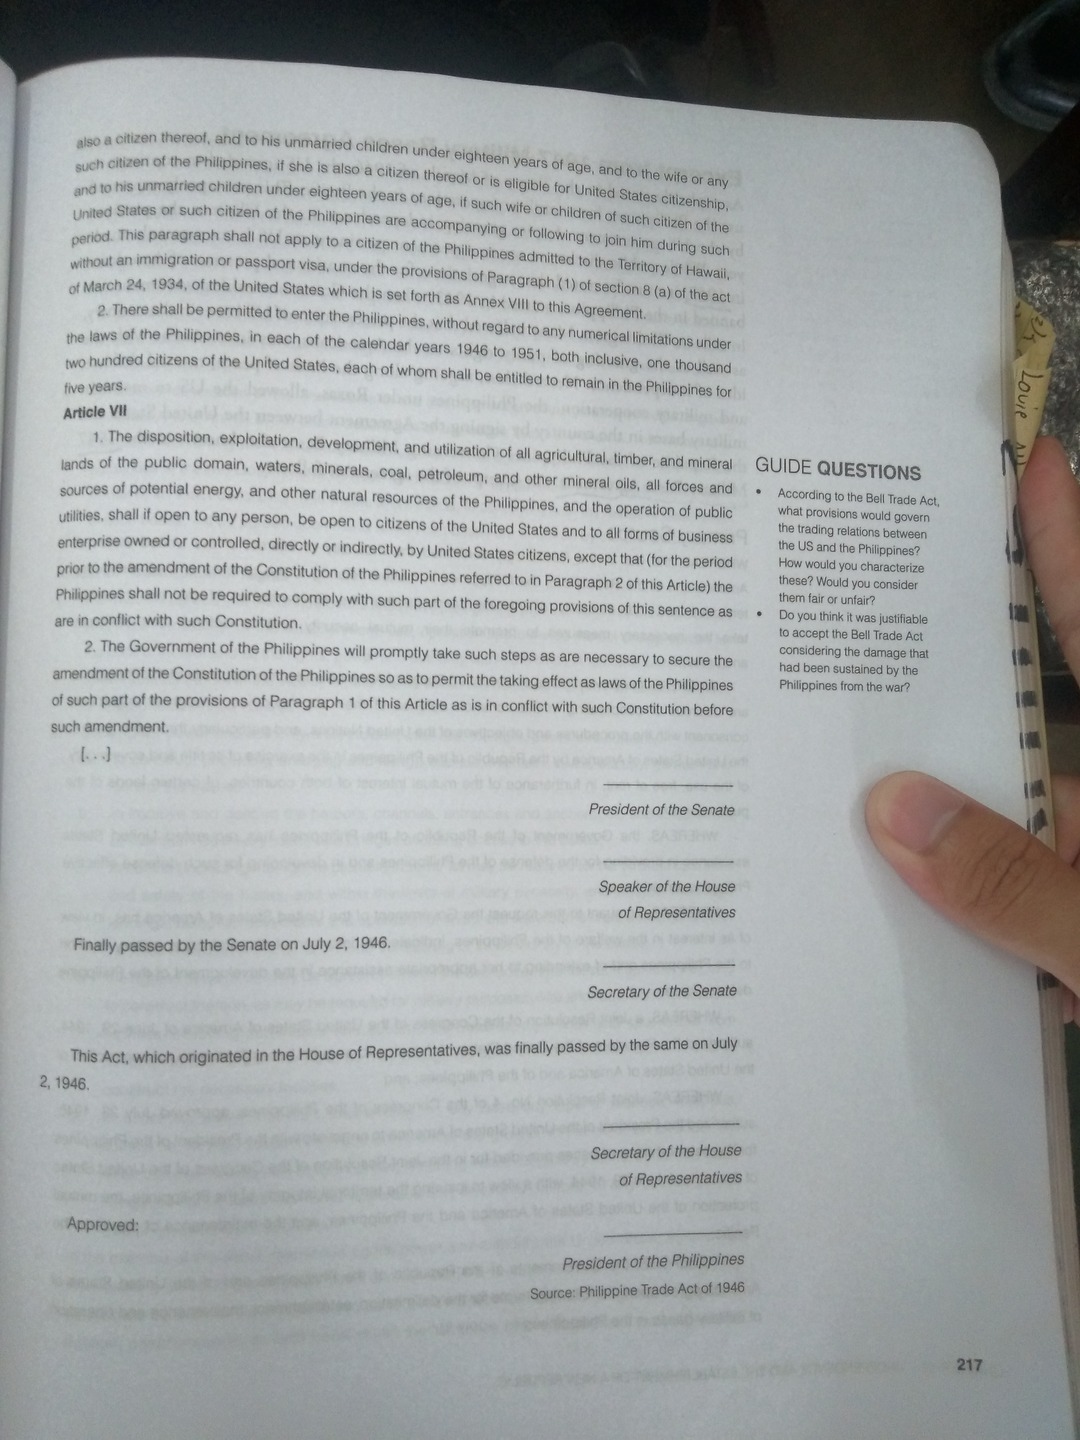 also a citizen thereof, and to his unmarried children under eighteen years of age, and to the wife or any
such citizen of the Philippines, if she is also a citizen thereof or is eligible for United States citizenship,
and to his unmarried children under eighteen years of age, if such wife or children of such citizen of the
United States or such citizen of the Philippines are accompanying or following to join him during such
period. This paragraph shall not apply to a citizen of the Philippines admitted to the Territory of Hawaii,
without an immigration or passport visa, under the provisions of Paragraph (1) of section 8 (a) of the act
of March 24, 1934, of the United States which is set forth as Annex VIII to this Agreement.
2. There shall be permitted to enter the Philippines, without regard to any numerical limitations under
the laws of the Philippines, in each of the calendar years 1946 to 1951, both inclusive, one thousand
two hundred citizens of the United States, each of whom shall be entitled to remain in the Philippines for
five years.
Article VII
1. The disposition, exploitation, development, and utilization of all agricultural, timber, and mineral
lands of the public domain, waters, minerals, coal, petroleum, and other mineral oils, all forces and
sources of potential energy, and other natural resources of the Philippines, and the operation of public
utilities, shall if open to any person, be open to citizens of the United States and to all forms of business
enterprise owned or controlled, directly or indirectly, by United States citizens, except that (for the period
prior to the amendment of the Constitution of the Philippines referred to in Paragraph 2 of this Article) the
Philippines shall not be required to comply with such part of the foregoing provisions of this sentence as
are in conflict with such Constitution.
2. The Government of the Philippines will promptly take such steps as are necessary to secure the
amendment of the Constitution of the Philippines so as to permit the taking effect as laws of the Philippines
of such part of the provisions of Paragraph 1 of this Article as is in conflict with such Constitution before
such amendment.
[. . .]
President of the Senate
Speaker of the House
of Representatives
Finally passed by the Senate on July 2, 1946.
Secretary of the Senate
This Act, which originated in the House of Representatives, was finally passed by the same on July
2, 1946.
Secretary of the House
of Representatives
Approved:
President of the Philippines
Source: Philippine Trade Act of 1946
GUIDE QUESTIONS
• According to the Bell Trade Act,
what provisions would govern
the trading relations between
the US and the Philippines?
How would you characterize
these? Would you consider
them fair or unfair?
• Do you think it was justifiable
to accept the Bell Trade Act
considering the damage that
had been sustained by the
Philippines from the war?
217
Louie